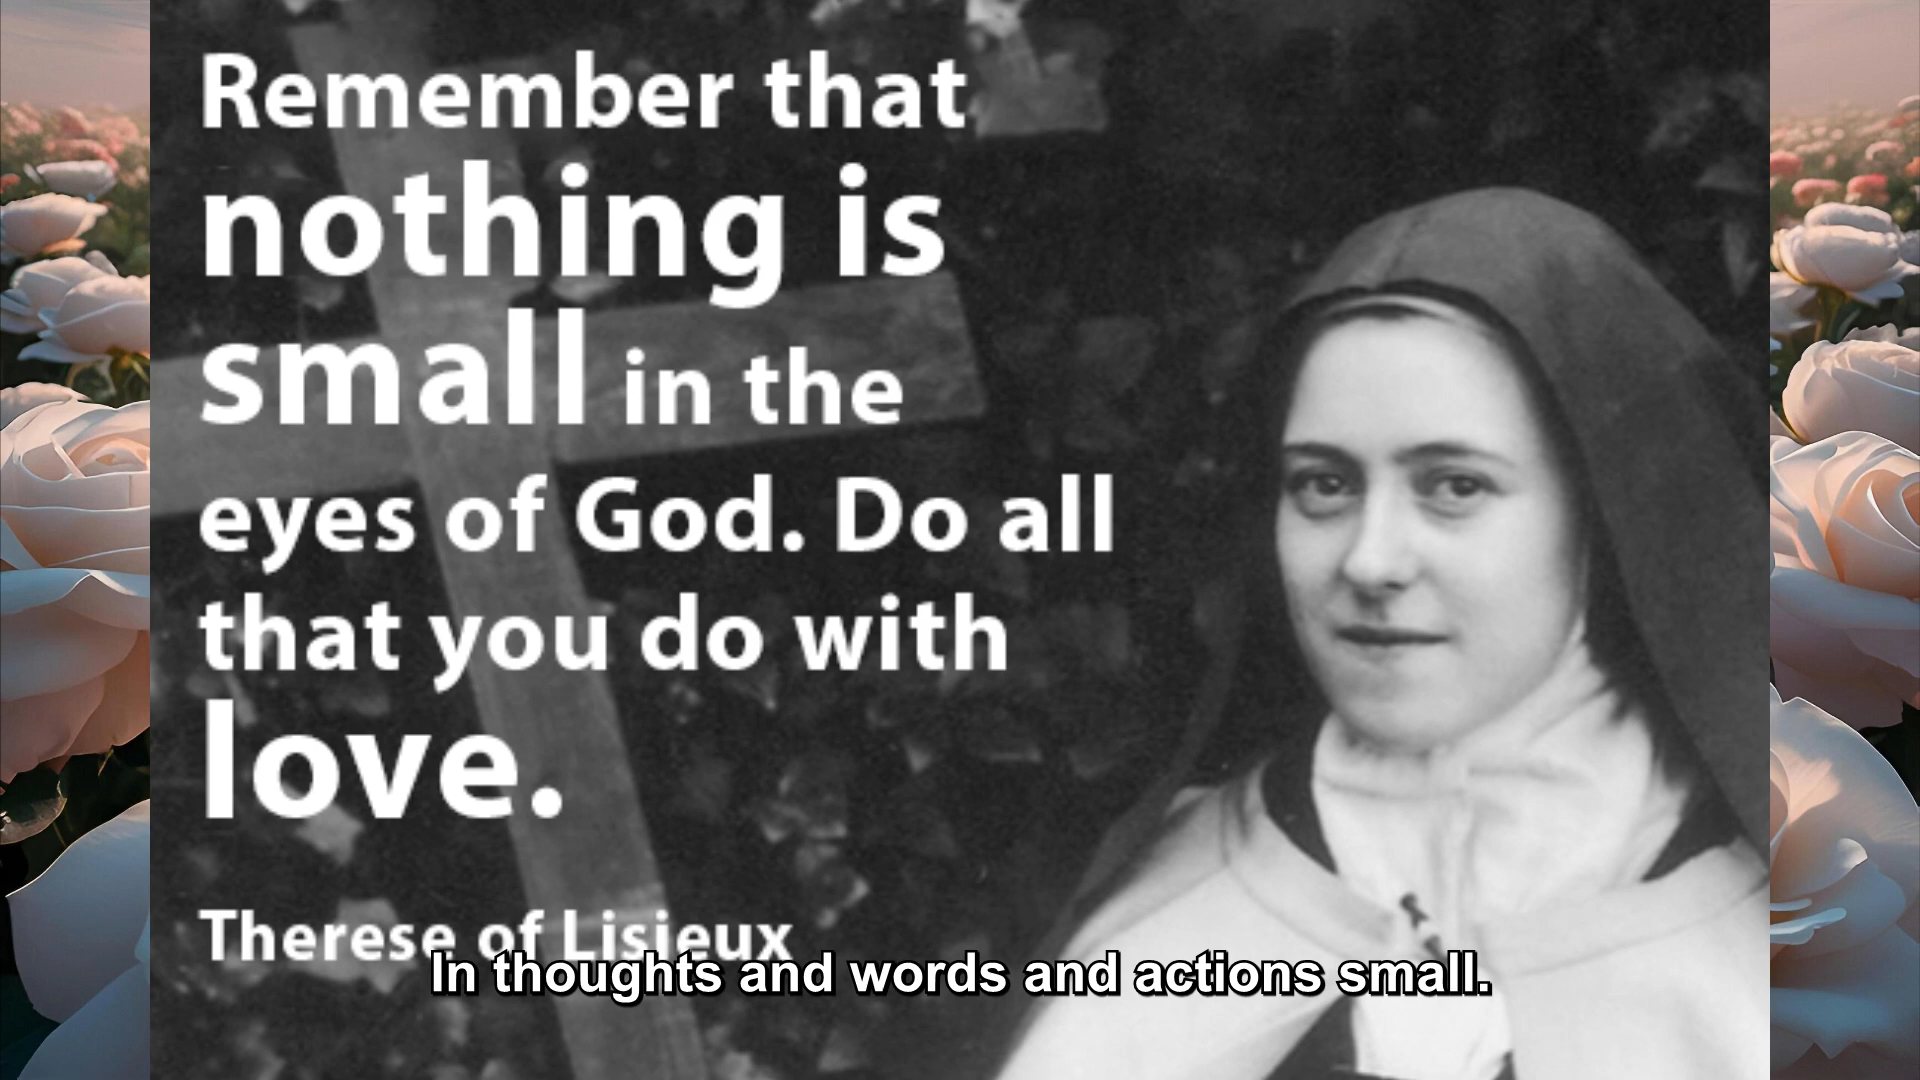 Remember that
nothing is
small in the
eyes of God. Do all
that you do with
love.
Therese of Lisieux
In thoughts and words and actions small.